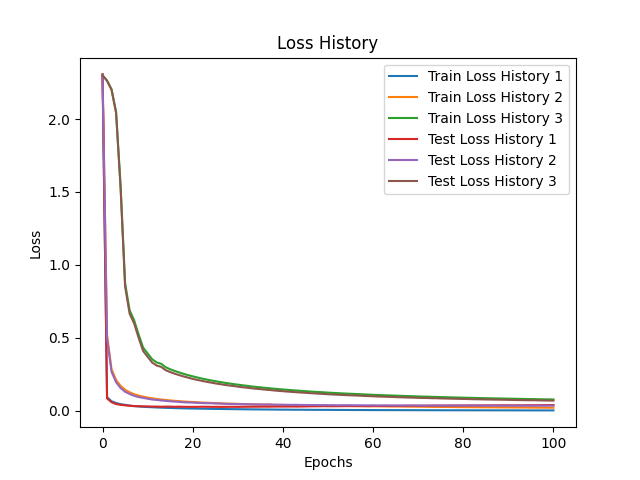 Loss History
Train Loss History 1
Train Loss History 2
Train Loss History 3
Test Loss History 1
Test Loss History 2
Test Loss History 3
Loss
2.0
1.5
1.0
0.5
0.0
0 20 40 60 80 100
Epochs